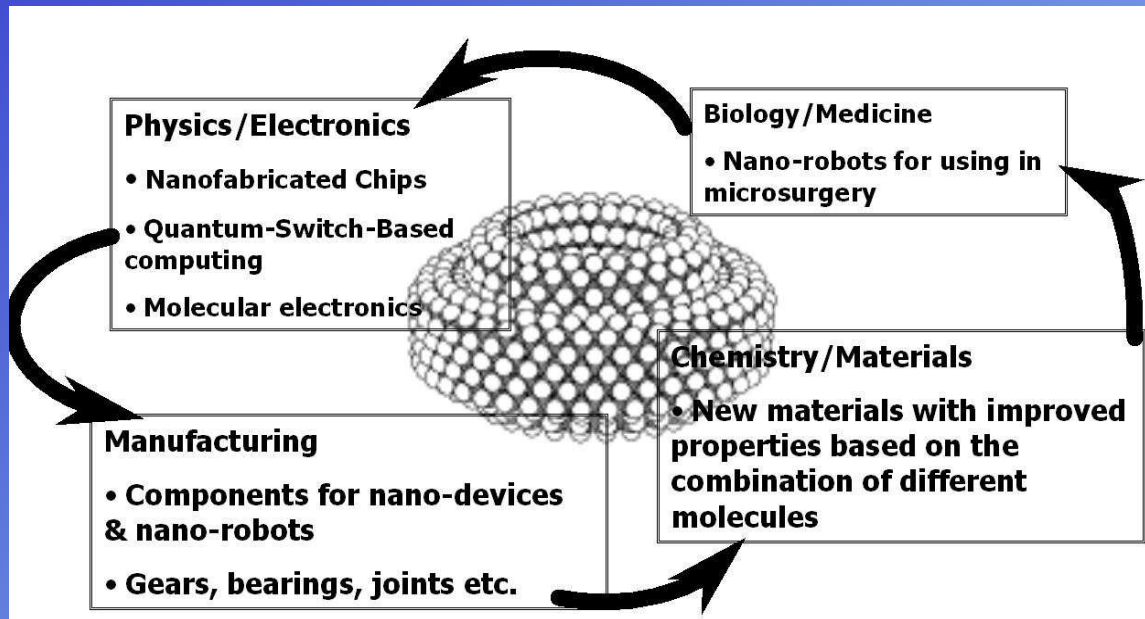 Physics/Electronics
• Nanofabricated Chips
• Quantum-Switch-Based
computing
• Molecular electronics
Biology/Medicine
• Nano-robots for using in
microsurgery
Manufacturing
• Components for nano-devices
& nano-robots
• Gears, bearings, joints etc.
Chemistry/Materials
• New materials with improved
properties based on the
combination of different
molecules